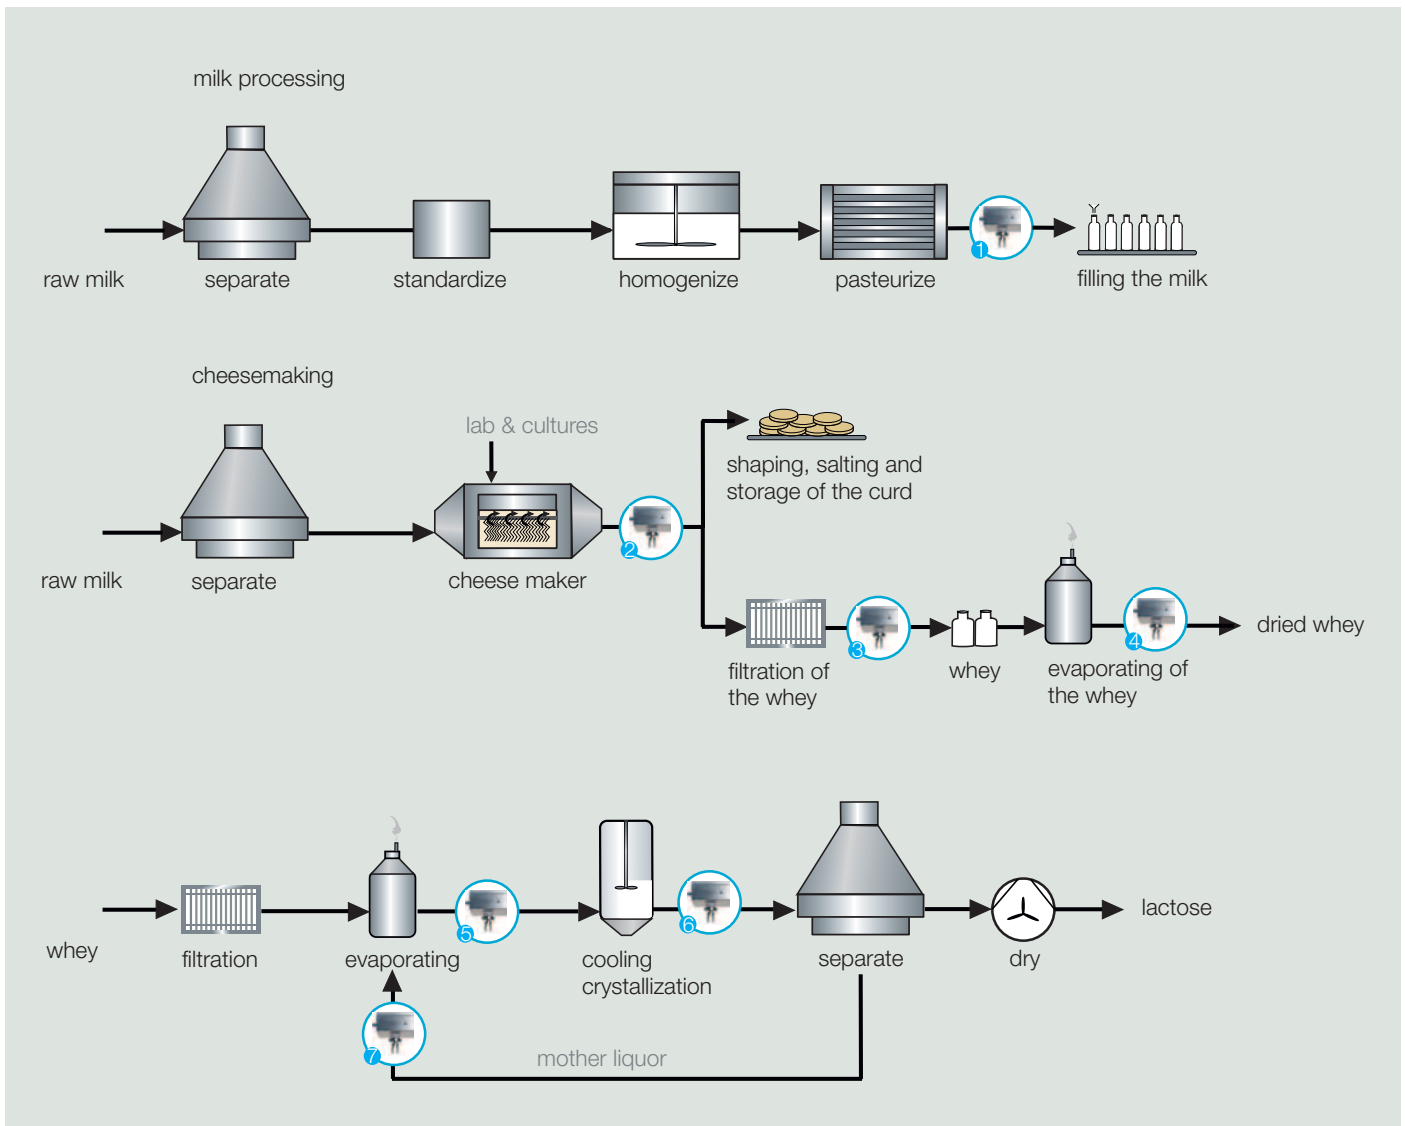 milk processing
raw milk
separate
standardize
homogenize
pasteurize
1
filling the milk
cheesemaking
lab & cultures
raw milk
separate
cheese maker
2
shaping, salting and
storage of the curd
filtration of
the whey
3
whey
evaporating of
the whey
4
dried whey
whey
filtration
evaporating
5
cooling
crystallization
6
separate
dry
lactose
7
mother liquor